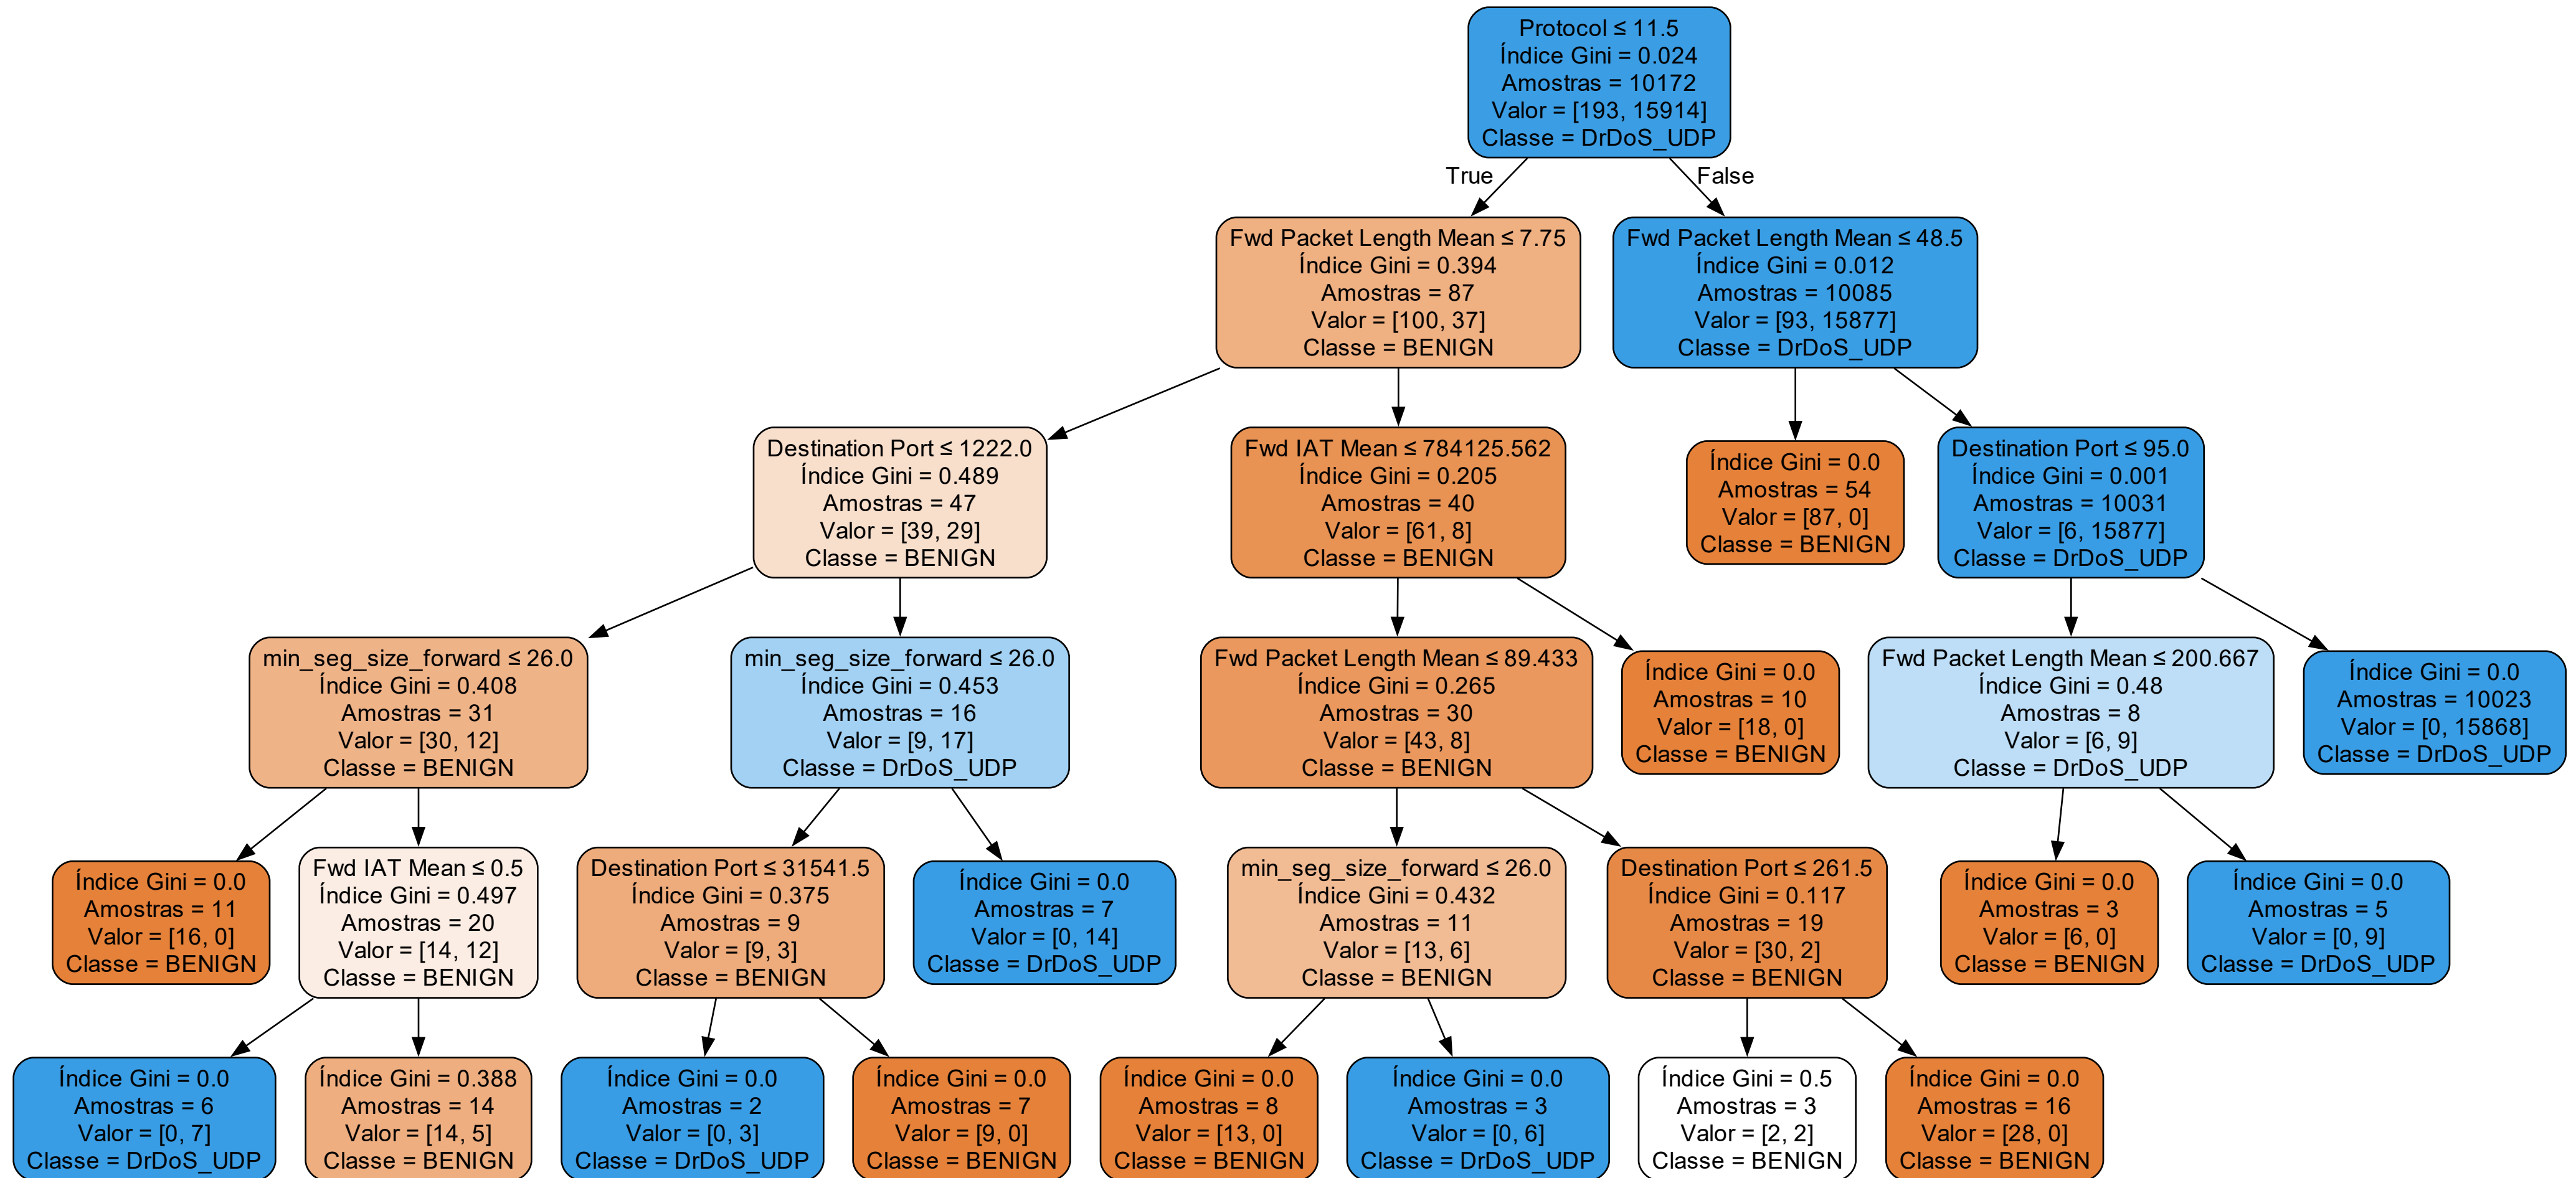 Protocol ≤ 11.5
Índice Gini = 0.024
Amostras = 10172
Valor = [193, 15914]
Classe = DrDoS_UDP
True
False
Fwd Packet Length Mean ≤ 7.75
Índice Gini = 0.394
Amostras = 87
Valor = [100, 37]
Classe = BENIGN
Fwd Packet Length Mean ≤ 48.5
Índice Gini = 0.012
Amostras = 10085
Valor = [93, 15877]
Classe = DrDoS_UDP
Destination Port ≤ 1222.0
Índice Gini = 0.489
Amostras = 47
Valor = [39, 29]
Classe = BENIGN
Fwd IAT Mean ≤ 784125.562
Índice Gini = 0.205
Amostras = 40
Valor = [61, 8]
Classe = BENIGN
Índice Gini = 0.0
Amostras = 54
Valor = [87, 0]
Classe = BENIGN
Destination Port ≤ 95.0
Índice Gini = 0.001
Amostras = 10031
Valor = [6, 15877]
Classe = DrDoS_UDP
min_seg_size_forward ≤ 26.0
Índice Gini = 0.408
Amostras = 31
Valor = [30, 12]
Classe = BENIGN
min_seg_size_forward ≤ 26.0
Índice Gini = 0.453
Amostras = 16
Valor = [9, 17]
Classe = DrDoS_UDP
Fwd Packet Length Mean ≤ 89.433
Índice Gini = 0.265
Amostras = 30
Valor = [43, 8]
Classe = BENIGN
Índice Gini = 0.0
Amostras = 10
Valor = [18, 0]
Classe = BENIGN
Fwd Packet Length Mean ≤ 200.667
Índice Gini = 0.48
Amostras = 8
Valor = [6, 9]
Classe = DrDoS_UDP
Índice Gini = 0.0
Amostras = 10023
Valor = [0, 15868]
Classe = DrDoS_UDP
Índice Gini = 0.0
Amostras = 11
Valor = [16, 0]
Classe = BENIGN
Fwd IAT Mean ≤ 0.5
Índice Gini = 0.497
Amostras = 20
Valor = [14, 12]
Classe = BENIGN
Destination Port ≤ 31541.5
Índice Gini = 0.375
Amostras = 9
Valor = [9, 3]
Classe = BENIGN
Índice Gini = 0.0
Amostras = 7
Valor = [0, 14]
Classe = DrDoS_UDP
min_seg_size_forward ≤ 26.0
Índice Gini = 0.432
Amostras = 11
Valor = [13, 6]
Classe = BENIGN
Destination Port ≤ 261.5
Índice Gini = 0.117
Amostras = 19
Valor = [30, 2]
Classe = BENIGN
Índice Gini = 0.0
Amostras = 3
Valor = [6, 0]
Classe = BENIGN
Índice Gini = 0.0
Amostras = 5
Valor = [0, 9]
Classe = DrDoS_UDP
Índice Gini = 0.0
Amostras = 6
Valor = [0, 7]
Classe = DrDoS_UDP
Índice Gini = 0.388
Amostras = 14
Valor = [14, 5]
Classe = BENIGN
Índice Gini = 0.0
Amostras = 2
Valor = [0, 3]
Classe = DrDoS_UDP
Índice Gini = 0.0
Amostras = 7
Valor = [9, 0]
Classe = BENIGN
Índice Gini = 0.0
Amostras = 8
Valor = [13, 0]
Classe = BENIGN
Índice Gini = 0.0
Amostras = 3
Valor = [0, 6]
Classe = DrDoS_UDP
Índice Gini = 0.5
Amostras = 3
Valor = [2, 2]
Classe = BENIGN
Índice Gini = 0.0
Amostras = 16
Valor = [28, 0]
Classe = BENIGN